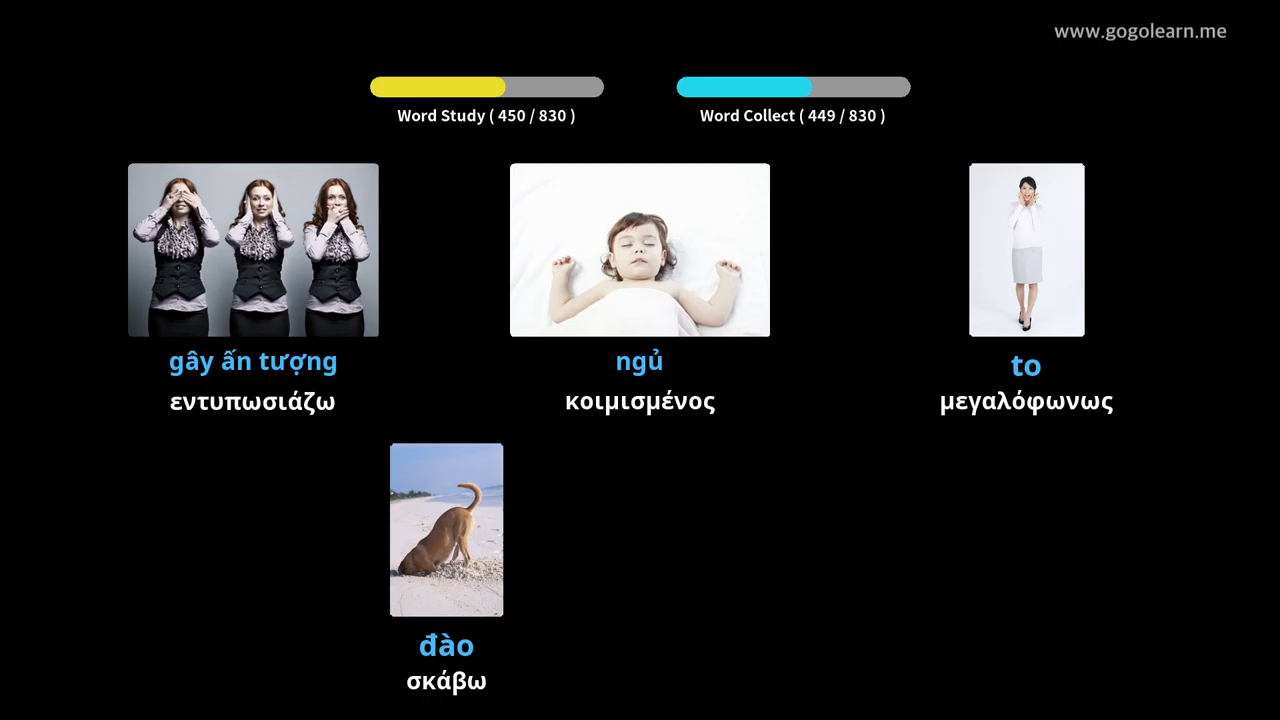 www.gogolearn.me
Word Study ( 450 / 830 )
Word Collect ( 449 / 830 )
gây ấn tượng
εντυπωσιάζω
ngủ
κοιμισμένος
to
μεγαλόφωνως
đào
σκάβω